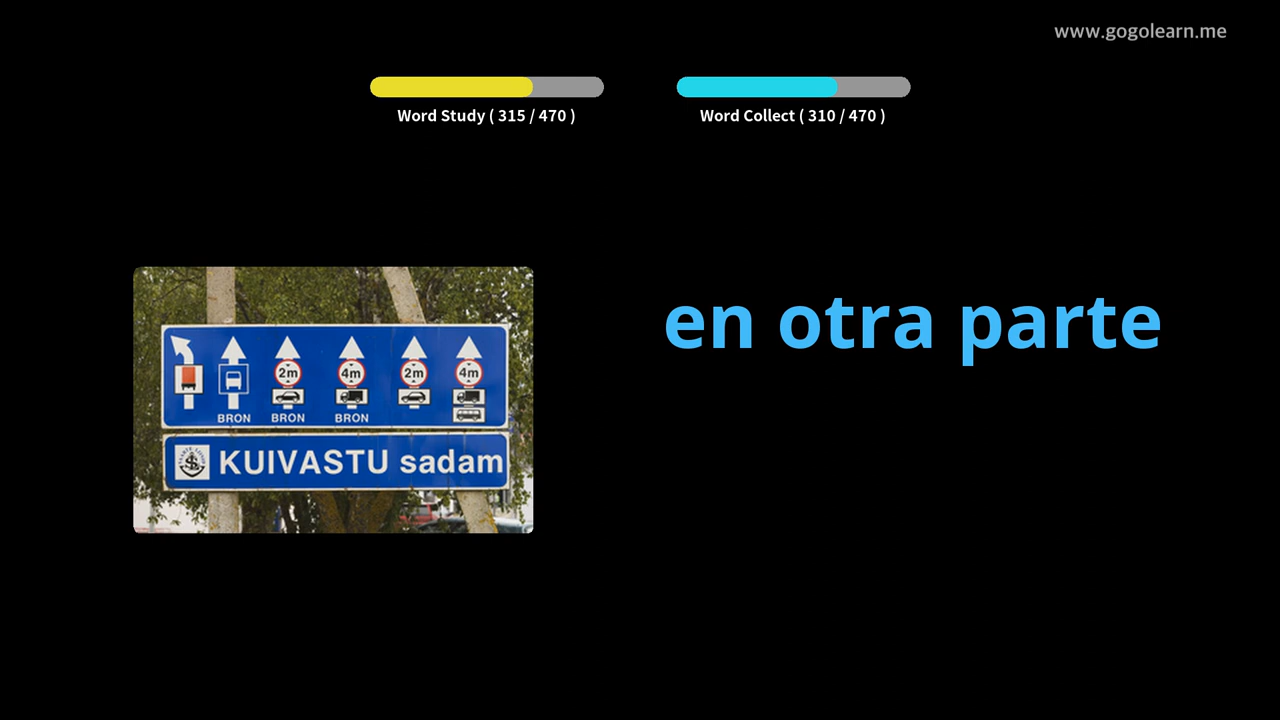 www.gogolearn.me
Word Study ( 315 / 470 )
Word Collect ( 310 / 470 )
en otra parte
2m 4m 2m 4m
BRON BRON BRON
KUIVASTU sadam